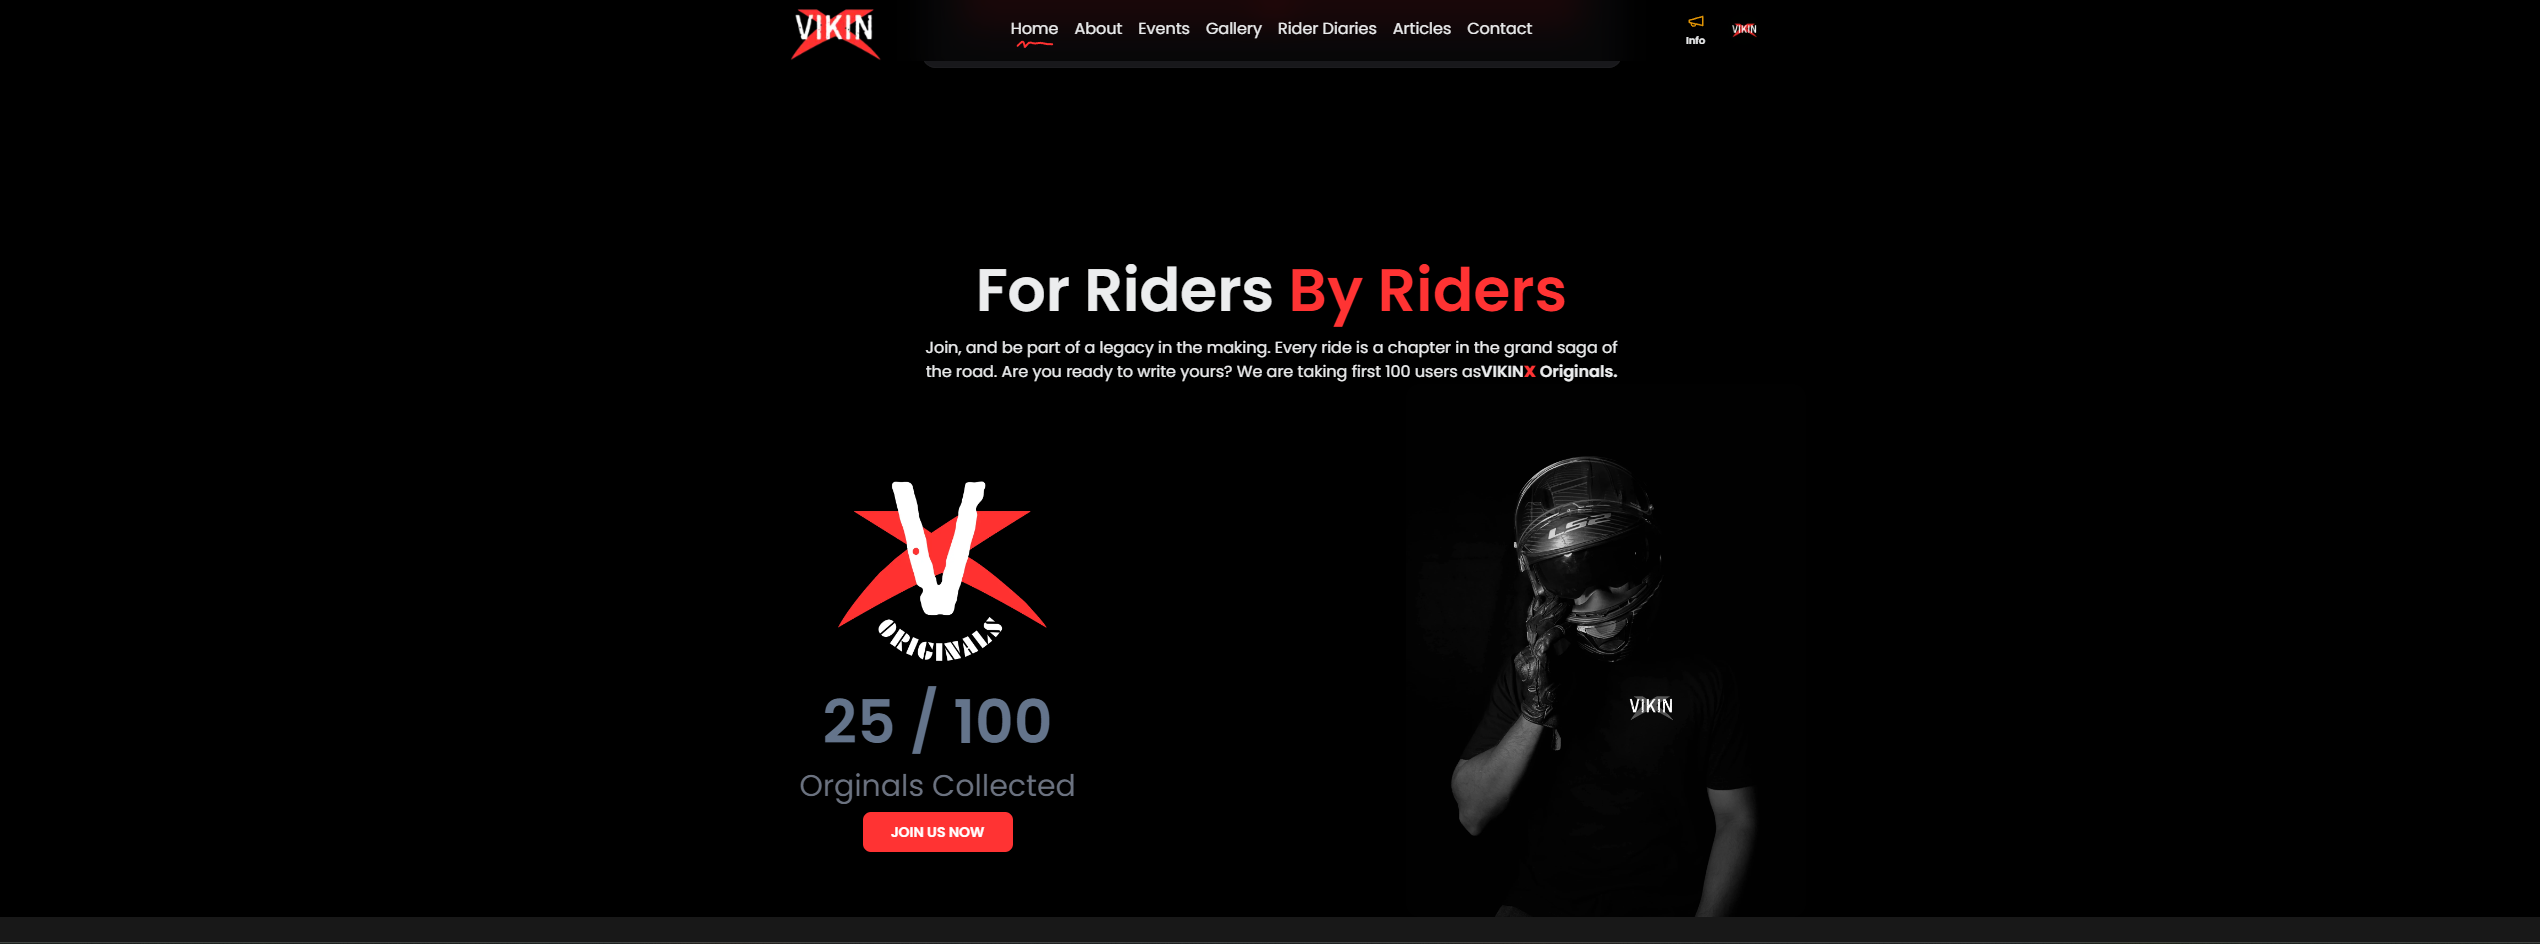 VIKIN
Home About Events Gallery Rider Diaries Articles Contact
Info
VIKIN
For Riders By Riders
Join, and be part of a legacy in the making. Every ride is a chapter in the grand saga of
the road. Are you ready to write yours? We are taking first 100 users asVIKINX Originals.
V
ORIGINALS
LS2
VIKIN
25 / 100
Orginals Collected
JOIN US NOW